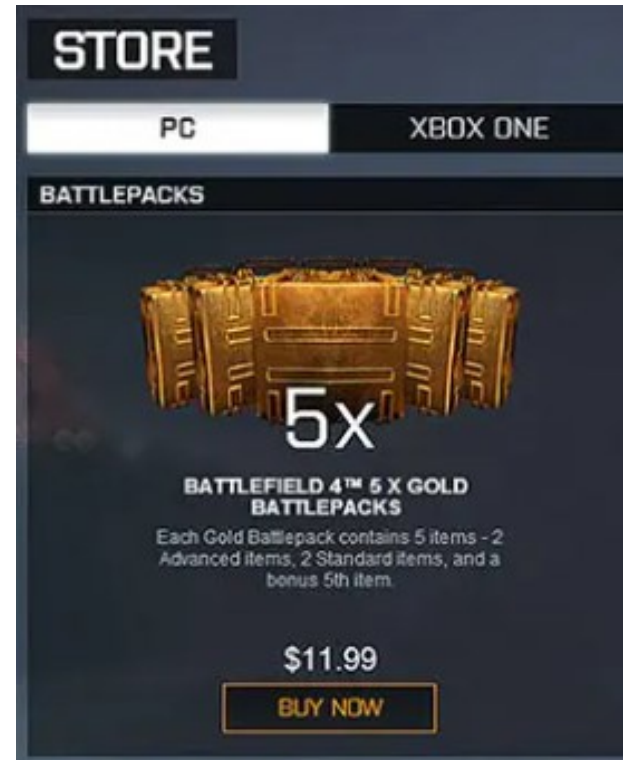 STORE
PC XBOX ONE
BATTLEPACKS
5x
BATTLEFIELD 4™ 5 X GOLD
BATTLEPACKS
Each Gold Battlepack contains 5 items - 2
Advanced items, 2 Standard items, and a
bonus 5th item.
$11.99
BUY NOW